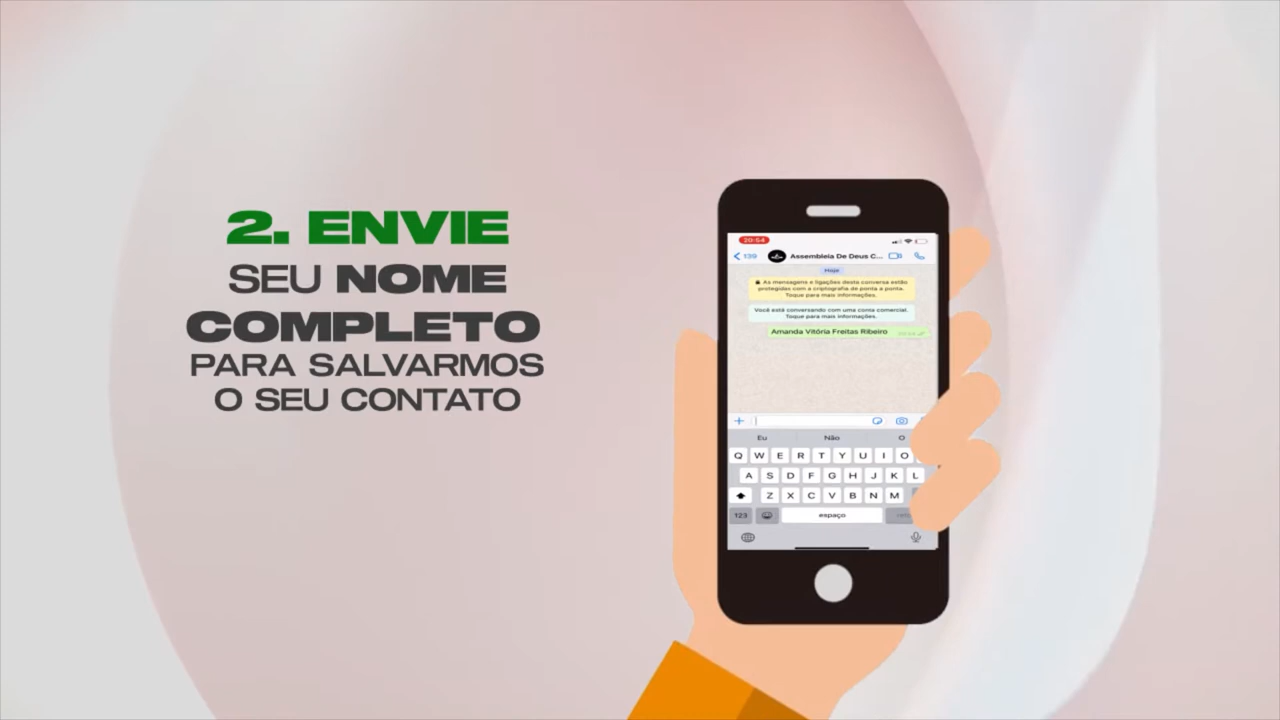 2. ENVIE
SEU NOME
COMPLETO
PARA SALVARMOS
O SEU CONTATO
20:54
139
Assembleia De Deus C...
Hoje
As mensagens e ligações desta conversa estão
protegidas com a criptografia de ponta a ponta.
Toque para mais informações.
Você está conversando com uma conta comercial.
Toque para mais informações.
Amanda Vitória Freitas Ribeiro
Eu Não O
Q W E R T Y U I O
A S D F G H J K L
Z X C V B N M
123 espaço